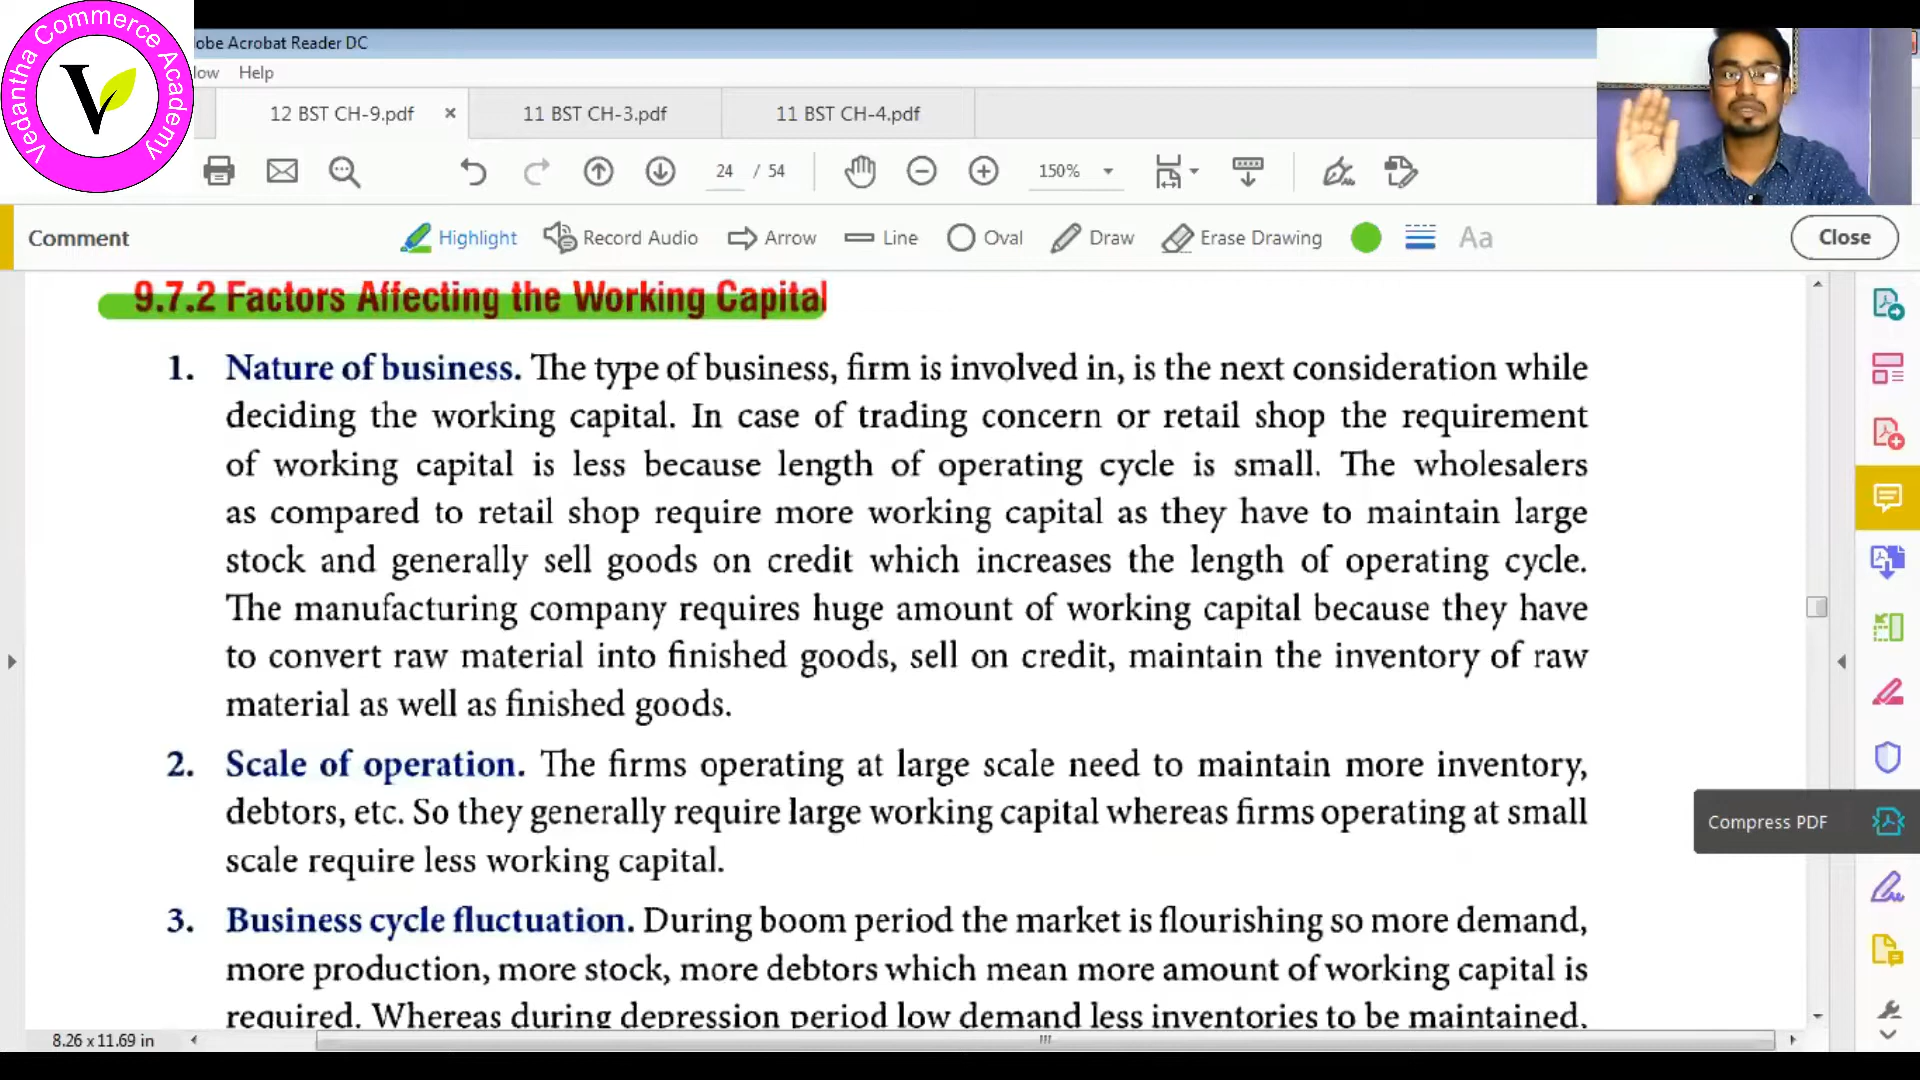 Vedantha Commerce Academy
V
obe Acrobat Reader DC
low Help
12 BST CH-9.pdf × 11 BST CH-3.pdf 11 BST CH-4.pdf
24 / 54 150%
Comment Highlight Record Audio Arrow Line Oval Draw Erase Drawing Aa Close
9.7.2 Factors Affecting the Working Capital
1. Nature of business. The type of business, firm is involved in, is the next consideration while
deciding the working capital. In case of trading concern or retail shop the requirement
of working capital is less because length of operating cycle is small. The wholesalers
as compared to retail shop require more working capital as they have to maintain large
stock and generally sell goods on credit which increases the length of operating cycle.
The manufacturing company requires huge amount of working capital because they have
to convert raw material into finished goods, sell on credit, maintain the inventory of raw
material as well as finished goods.
2. Scale of operation. The firms operating at large scale need to maintain more inventory,
debtors, etc. So they generally require large working capital whereas firms operating at small
scale require less working capital.
Compress PDF
3. Business cycle fluctuation. During boom period the market is flourishing so more demand,
more production, more stock, more debtors which mean more amount of working capital is
required. Whereas during depression period low demand less inventories to be maintained,
8.26 x 11.69 in